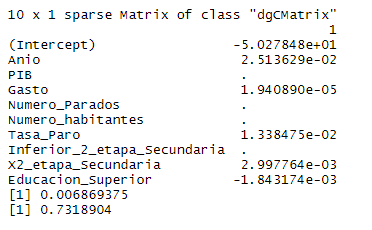 10 x 1 sparse Matrix of class "dgCMatrix"
1
(Intercept) -5.027848e+01
Anio 2.513629e-02
PIB .
Gasto 1.940890e-05
Numero_Parados .
Numero_habitantes .
Tasa_Paro 1.338475e-02
Inferior_2_etapa_Secundaria .
X2_etapa_Secundaria 2.997764e-03
Educacion_Superior -1.843174e-03
[1] 0.006869375
[1] 0.7318904